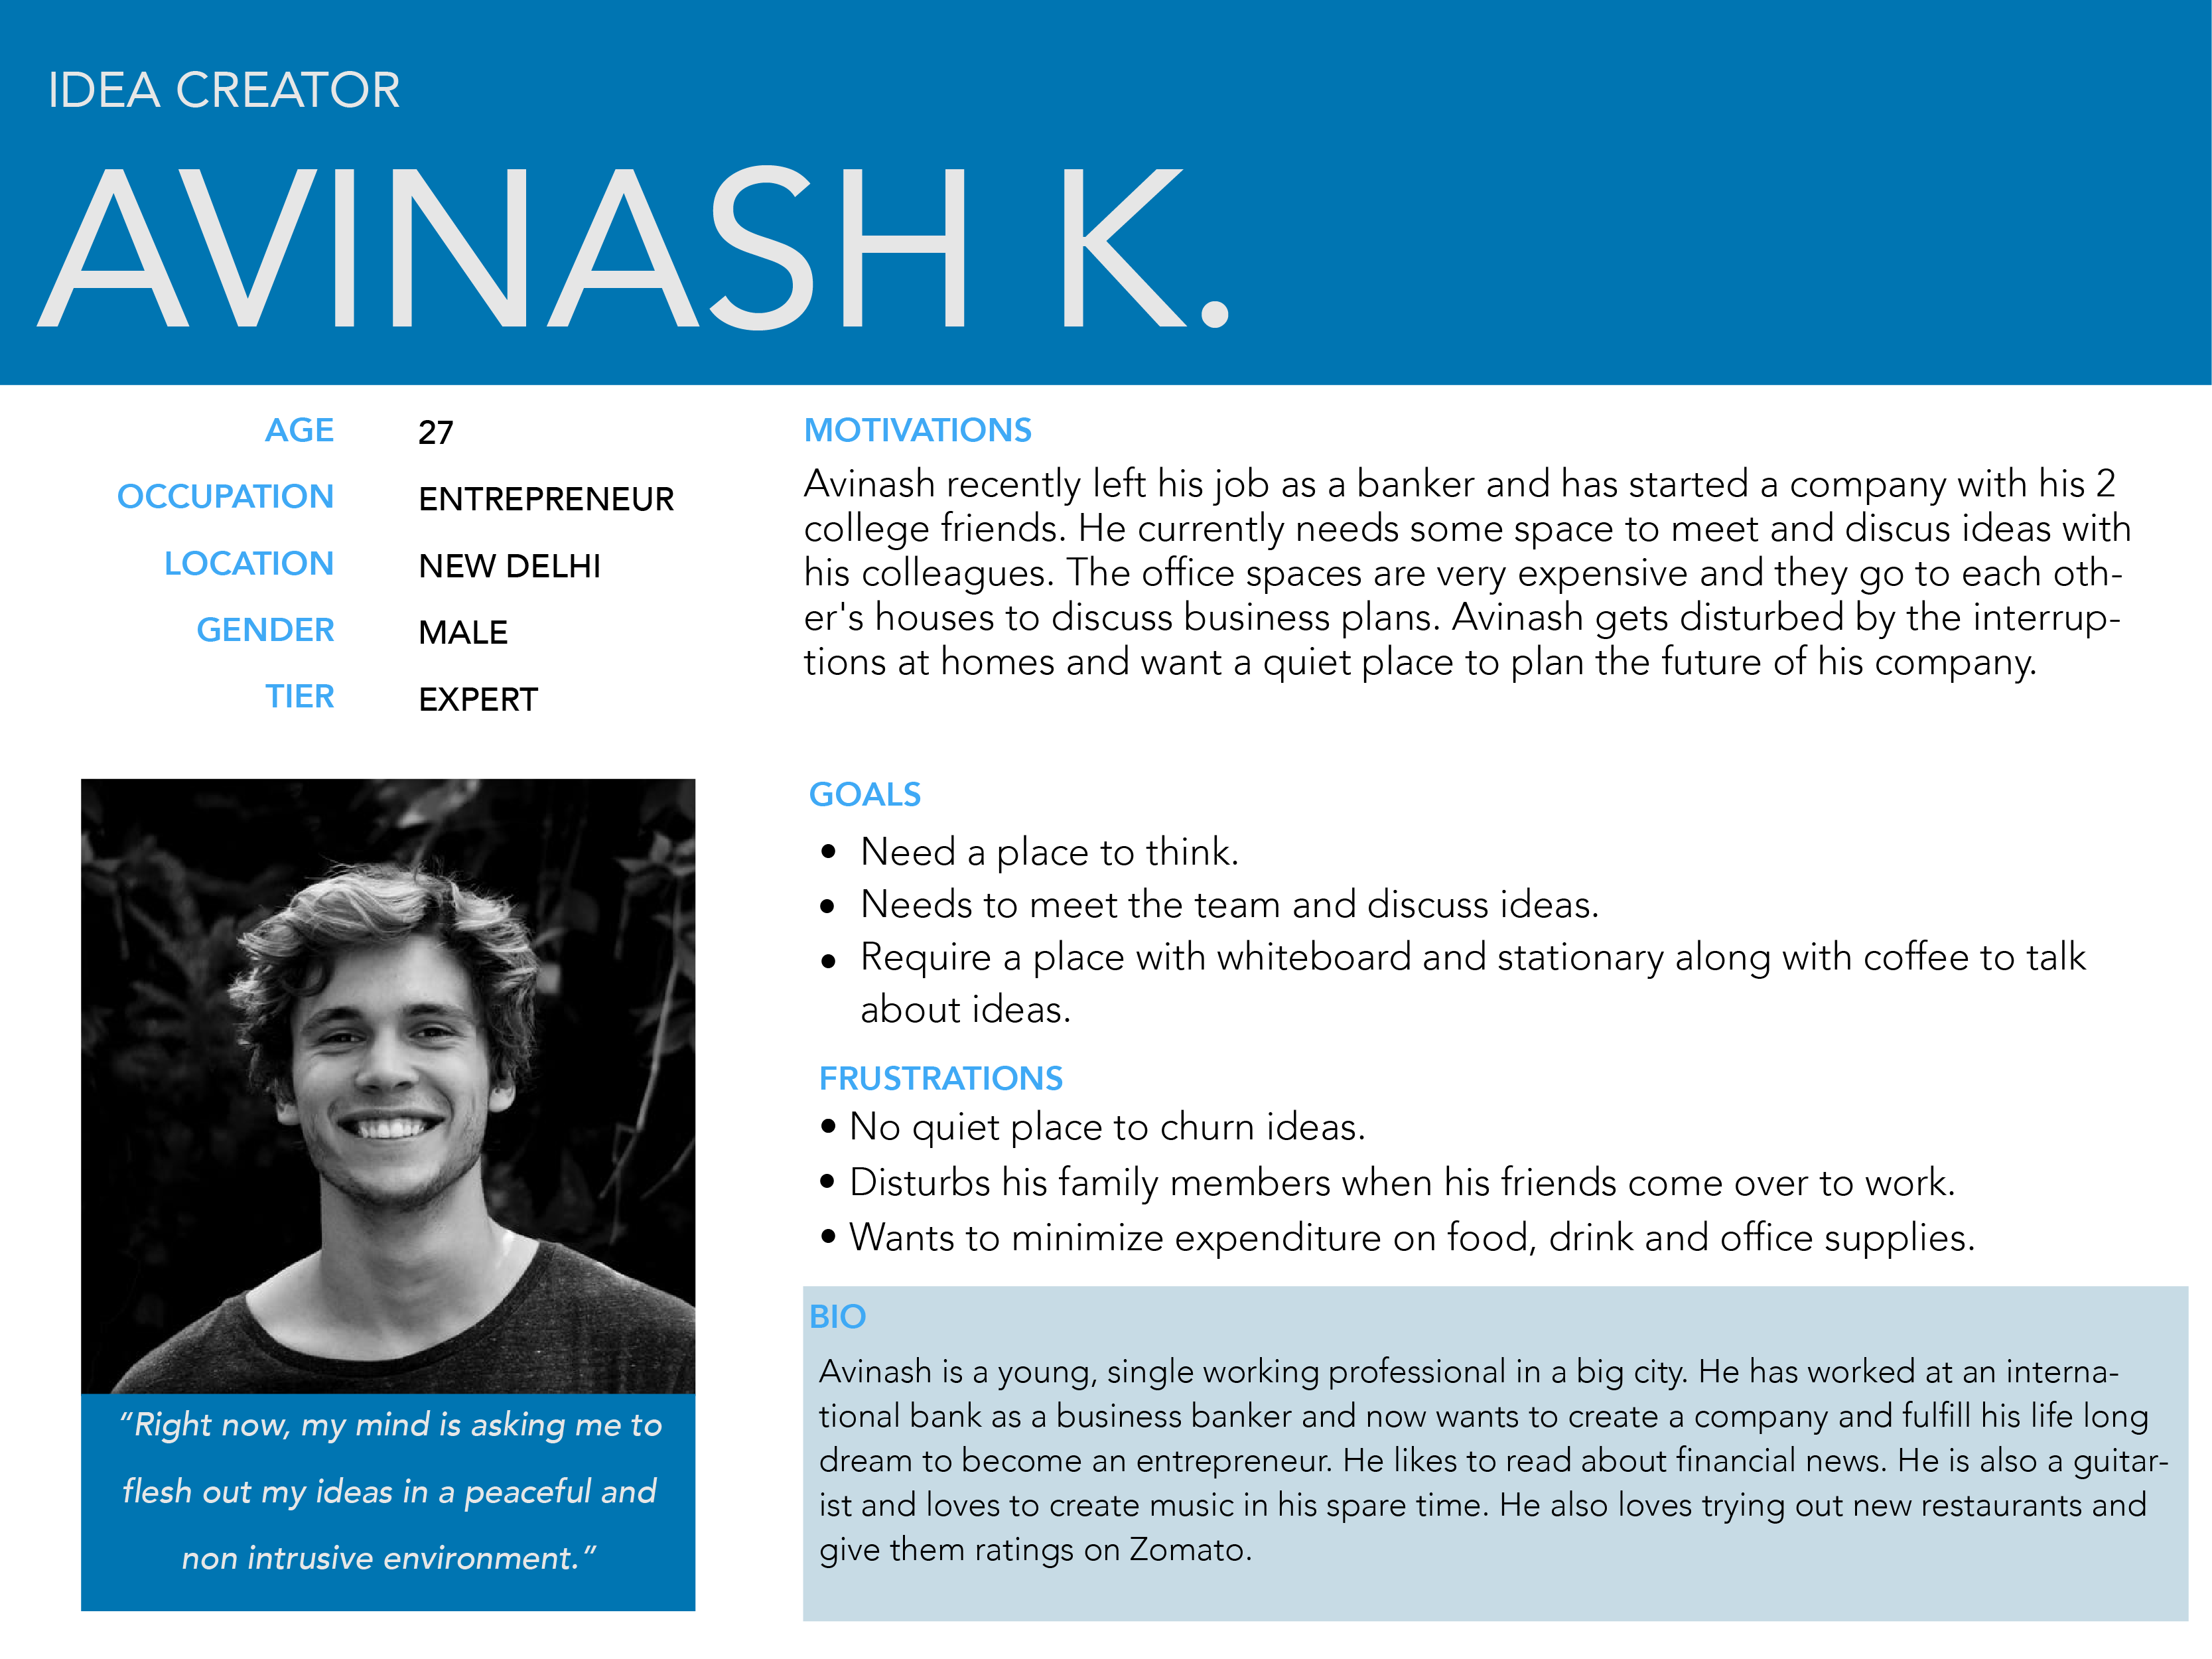 IDEA CREATOR
AVINASH K.
AGE 27
OCCUPATION ENTREPRENEUR
LOCATION NEW DELHI
GENDER MALE
TIER EXPERT
MOTIVATIONS
Avinash recently left his job as a banker and has started a company with his 2
college friends. He currently needs some space to meet and discus ideas with
his colleagues. The office spaces are very expensive and they go to each oth-
er's houses to discuss business plans. Avinash gets disturbed by the interrup-
tions at homes and want a quiet place to plan the future of his company.
GOALS
• Need a place to think.
• Needs to meet the team and discuss ideas.
• Require a place with whiteboard and stationary along with coffee to talk
about ideas.
FRUSTRATIONS
• No quiet place to churn ideas.
• Disturbs his family members when his friends come over to work.
• Wants to minimize expenditure on food, drink and office supplies.
“Right now, my mind is asking me to
flesh out my ideas in a peaceful and
non intrusive environment.”
BIO
Avinash is a young, single working professional in a big city. He has worked at an interna-
tional bank as a business banker and now wants to create a company and fulfill his life long
dream to become an entrepreneur. He likes to read about financial news. He is also a guitar-
ist and loves to create music in his spare time. He also loves trying out new restaurants and
give them ratings on Zomato.